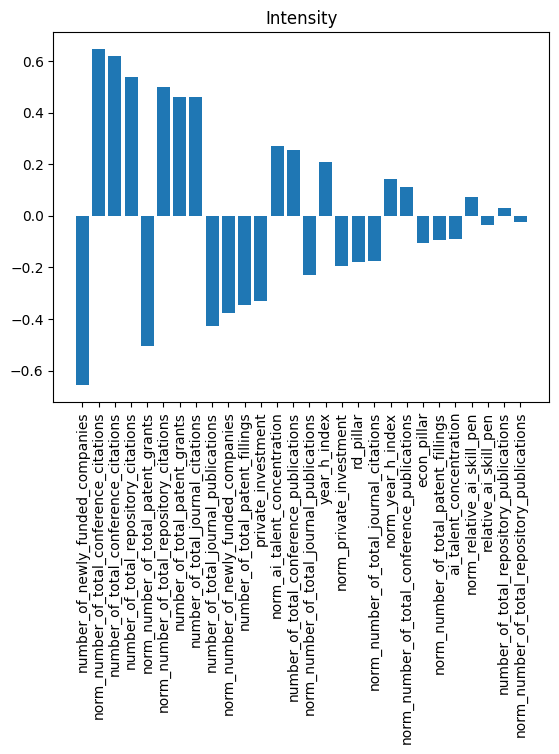 Intensity
0.6
0.4
0.2
0.0
−0.2
−0.4
−0.6
number_of_newly_funded_companies
norm_number_of_total_conference_citations
number_of_total_conference_citations
number_of_total_repository_citations
norm_number_of_total_patent_grants
norm_number_of_total_repository_citations
number_of_total_patent_grants
number_of_total_journal_citations
number_of_total_journal_publications
norm_number_of_newly_funded_companies
number_of_total_patent_fillings
private_investment
norm_ai_talent_concentration
number_of_total_conference_publications
norm_number_of_total_journal_publications
year_h_index
norm_private_investment
rd_pillar
norm_number_of_total_journal_citations
norm_year_h_index
norm_number_of_total_conference_publications
econ_pillar
norm_number_of_total_patent_fillings
ai_talent_concentration
norm_relative_ai_skill_pen
relative_ai_skill_pen
number_of_total_repository_publications
norm_number_of_total_repository_publications